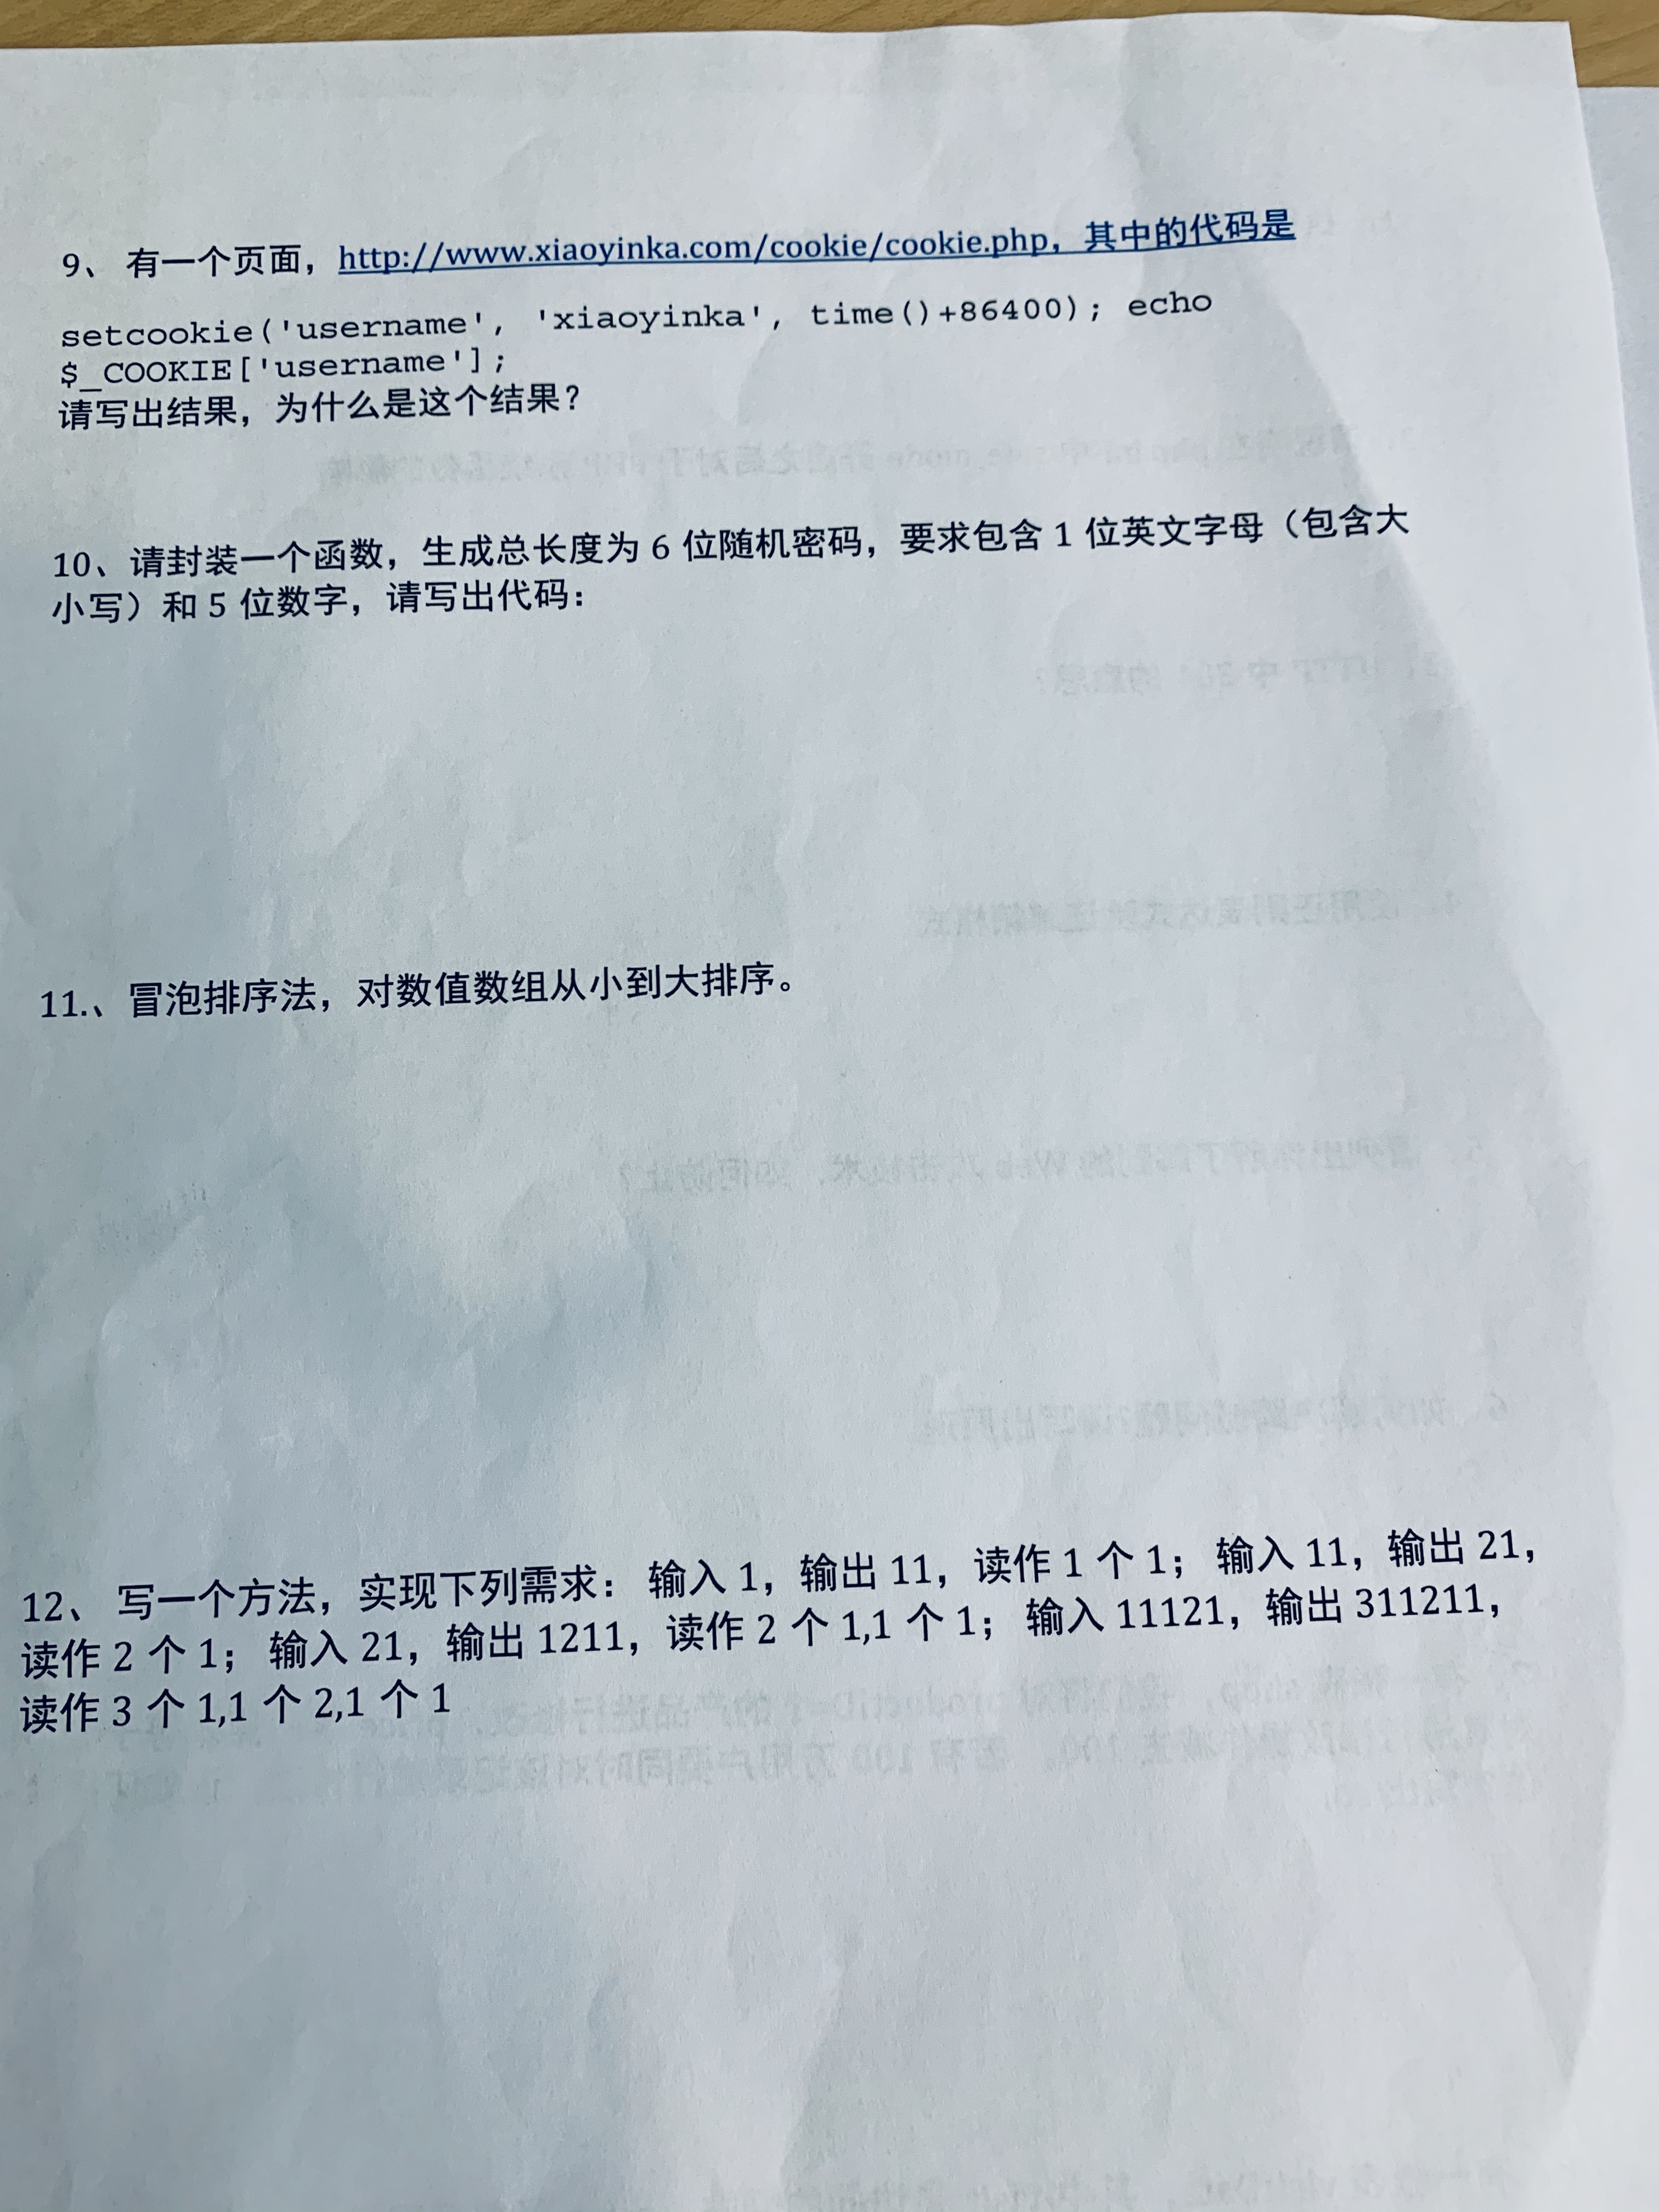 9、 有一个页面，http://www.xiaoyinka.com/cookie/cookie.php，其中的代码是
setcookie('username', 'xiaoyinka', time()+86400); echo
$_COOKIE['username'];
请写出结果，为什么是这个结果？
10、请封装一个函数，生成总长度为 6 位随机密码，要求包含 1 位英文字母（包含大
小写）和 5 位数字，请写出代码：
11.、冒泡排序法，对数值数组从小到大排序。
12、 写一个方法，实现下列需求： 输入 1，输出 11，读作 1 个 1； 输入 11，输出 21，
读作 2 个 1； 输入 21，输出 1211，读作 2 个 1,1 个 1； 输入 11121，输出 311211，
读作 3 个 1,1 个 2,1 个 1